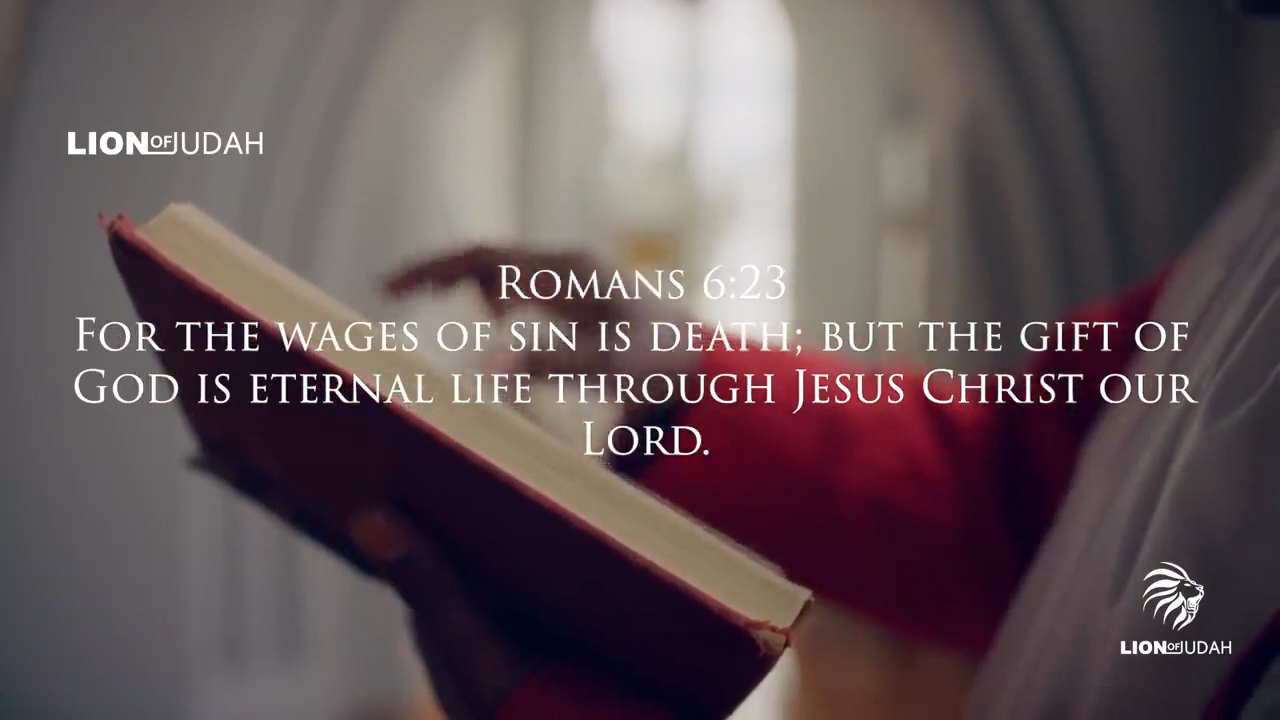 LION OF JUDAH
Romans 6:23
For the wages of sin is death; but the gift of
God is eternal life through Jesus Christ our
Lord.
LION OF JUDAH